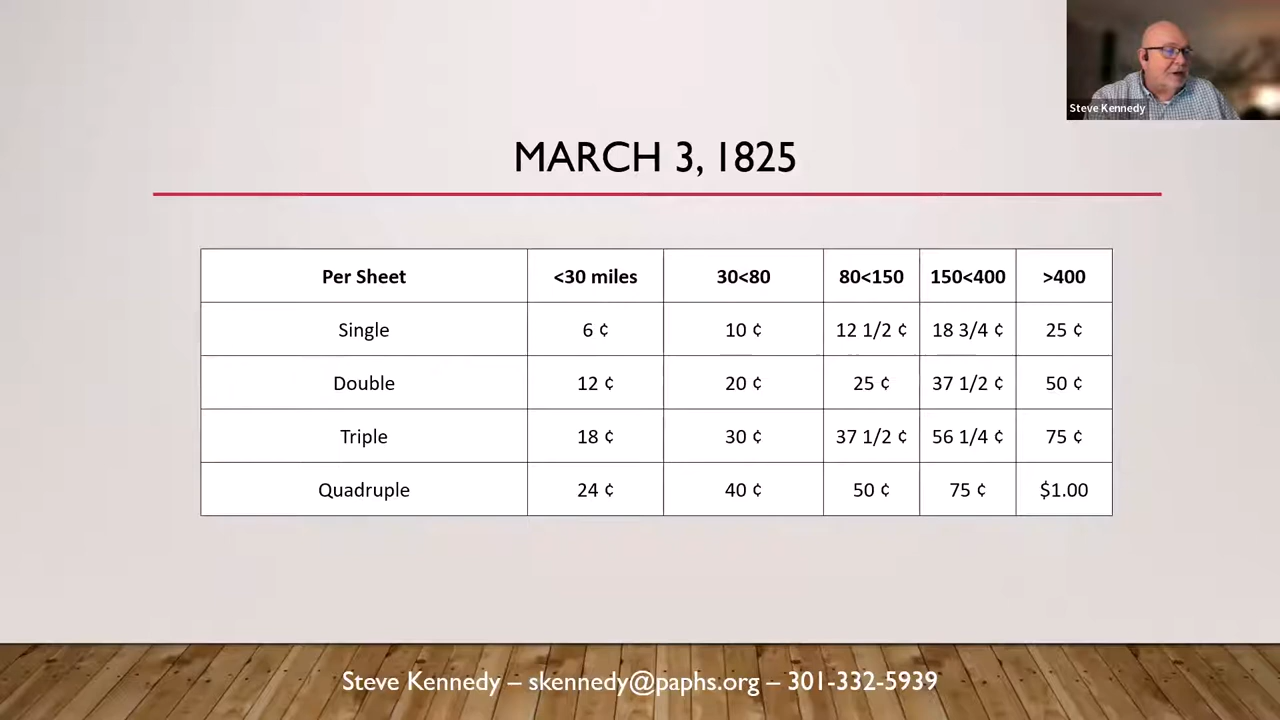 Steve Kennedy
MARCH 3, 1825
Per Sheet <30 miles 30<80 80<150 150<400 >400
Single 6 ¢ 10 ¢ 12 1/2 ¢ 18 3/4 ¢ 25 ¢
Double 12 ¢ 20 ¢ 25 ¢ 37 1/2 ¢ 50 ¢
Triple 18 ¢ 30 ¢ 37 1/2 ¢ 56 1/4 ¢ 75 ¢
Quadruple 24 ¢ 40 ¢ 50 ¢ 75 ¢ $1.00
Steve Kennedy – skennedy@paphs.org – 301-332-5939